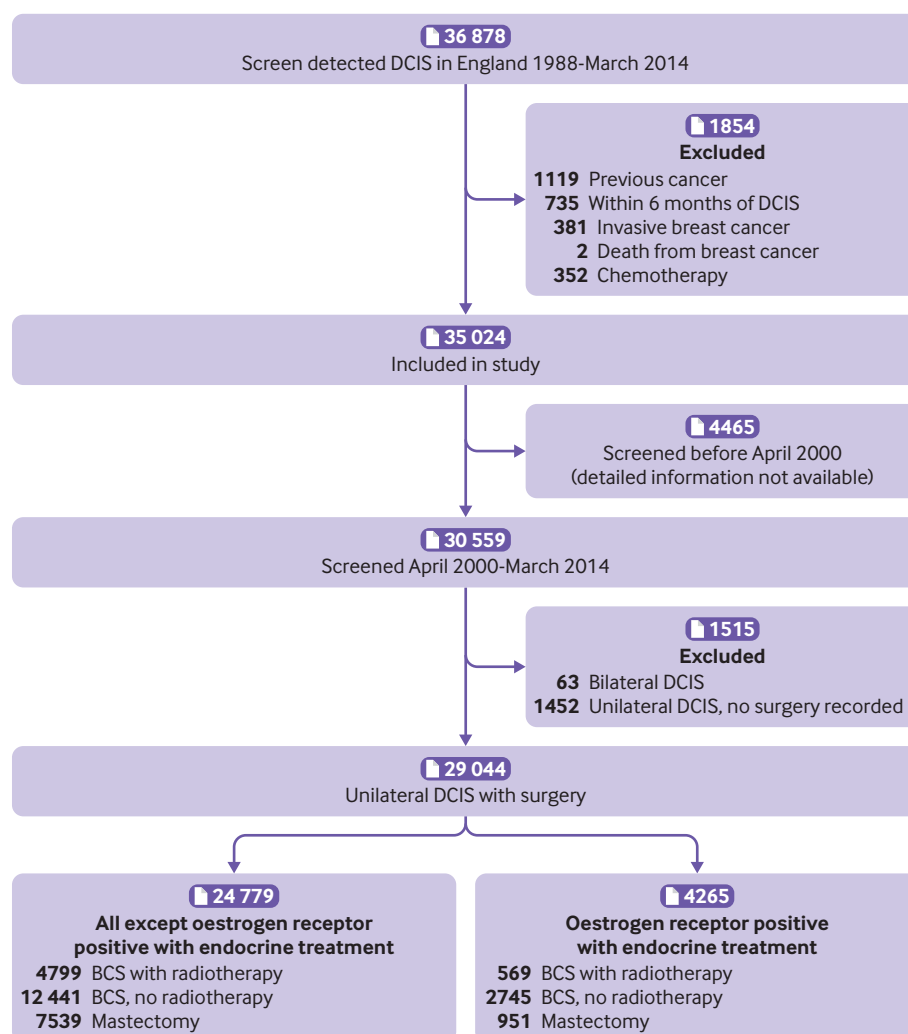 36 878
Screen detected DCIS in England 1988-March 2014
1854
Excluded
1119 Previous cancer
735 Within 6 months of DCIS
381 Invasive breast cancer
2 Death from breast cancer
352 Chemotherapy
35 024
Included in study
4465
Screened before April 2000
(detailed information not available)
30 559
Screened April 2000-March 2014
1515
Excluded
63 Bilateral DCIS
1452 Unilateral DCIS, no surgery recorded
29 044
Unilateral DCIS with surgery
24 779
All except oestrogen receptor
positive with endocrine treatment
4799 BCS with radiotherapy
12 441 BCS, no radiotherapy
7539 Mastectomy
4265
Oestrogen receptor positive
with endocrine treatment
569 BCS with radiotherapy
2745 BCS, no radiotherapy
951 Mastectomy